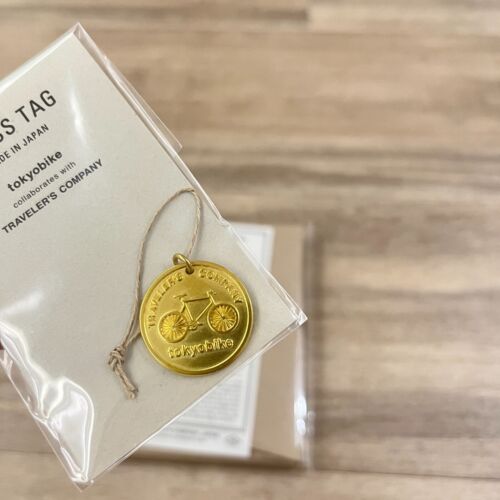 SS TAG
DE IN JAPAN
tokyobike
collaborates with
TRAVELER'S COMPANY
TRAVELER'S COMPANY
tokyobike